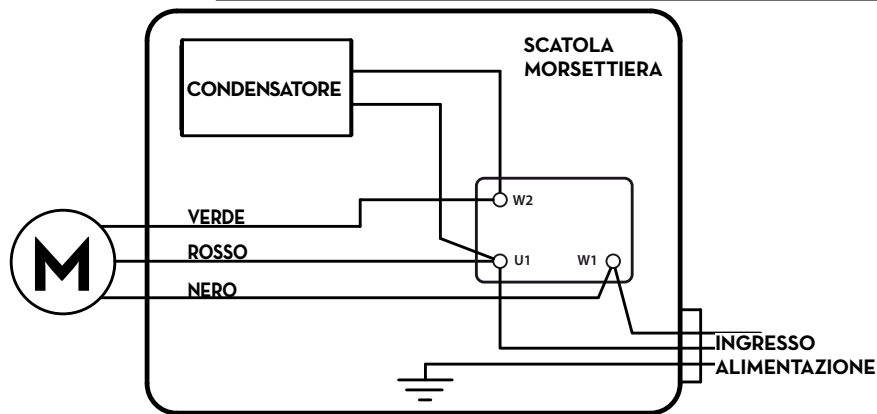 SCATOLA
MORSETTIERA
CONDENSATORE
W2
VERDE
ROSSO
U1
W1
M
NERO
INGRESSO
ALIMENTAZIONE